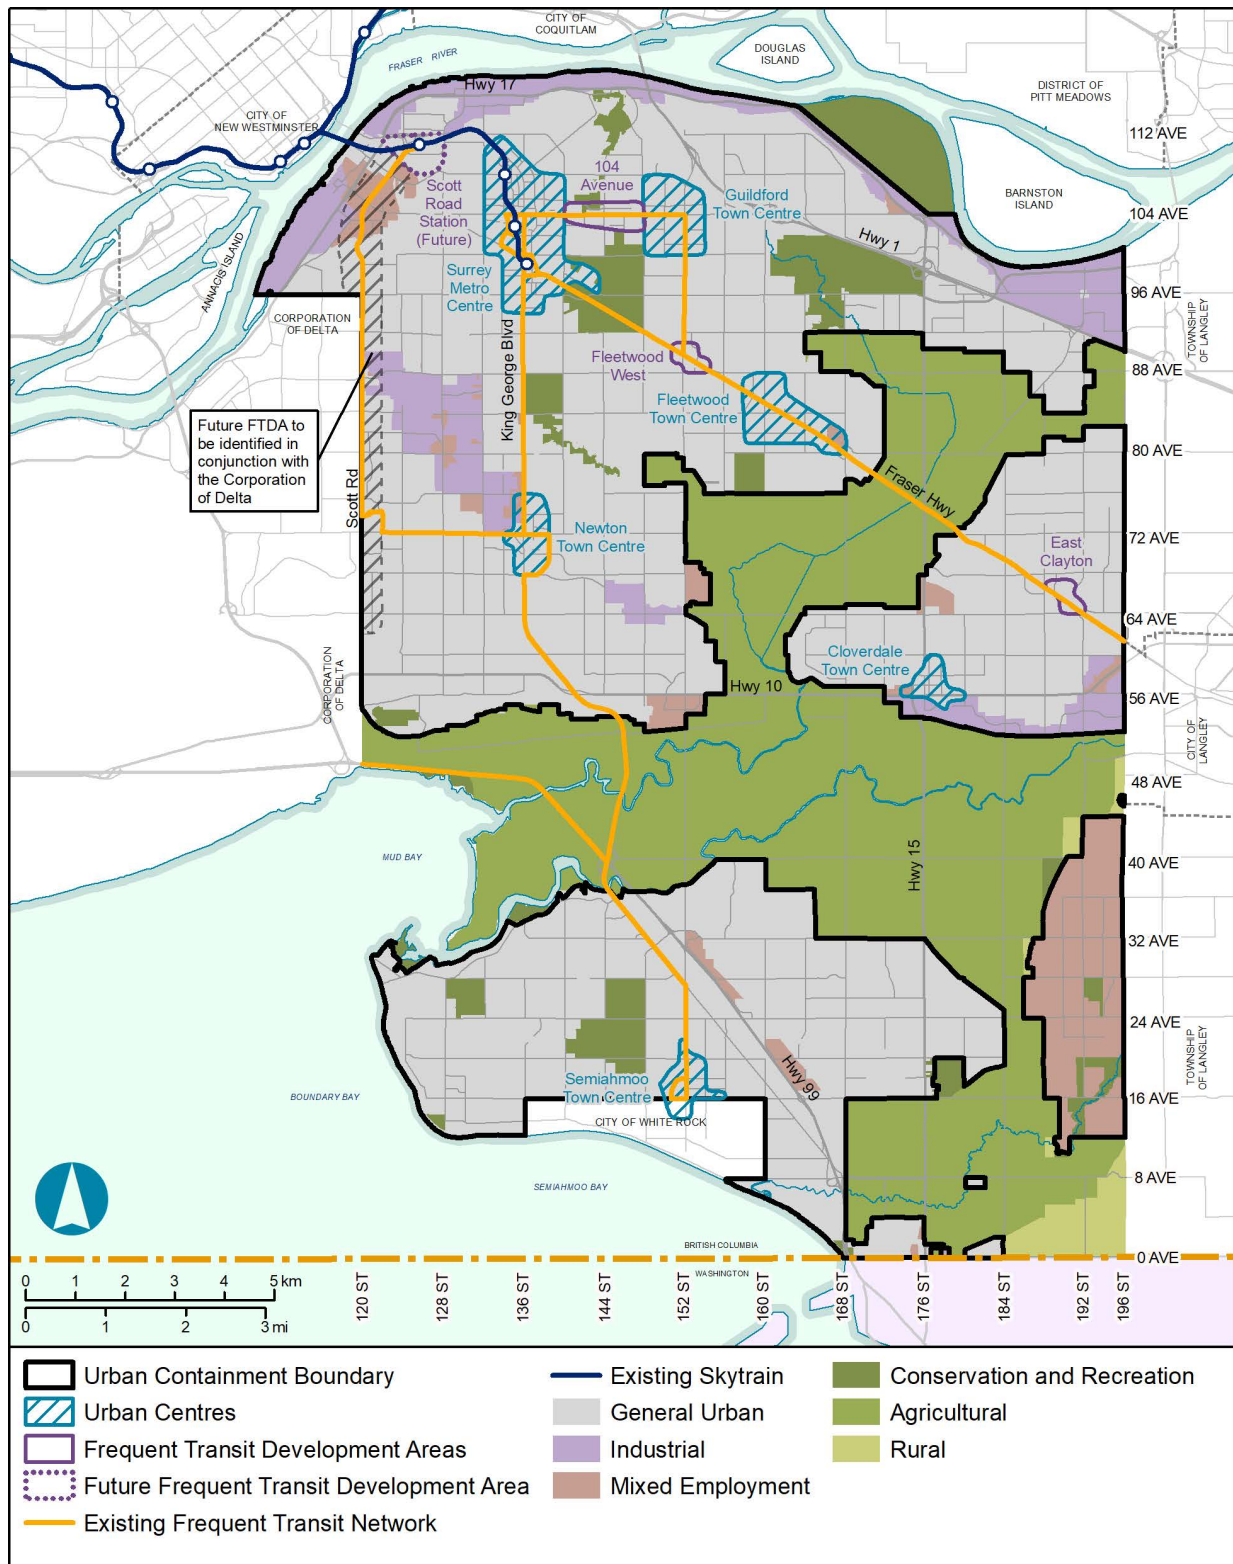 CITY OF
COQUITLAM
FRASER RIVER
DOUGLAS
ISLAND
Hwy 17
DISTRICT OF
PITT MEADOWS
CITY OF
NEW WESTMINSTER
112 AVE
104
Avenue
Scott
Road
Station
(Future)
Guildford
Town Centre
BARNSTON
ISLAND
104 AVE
Hwy 1
ANNACIS ISLAND
Surrey
Metro
Centre
96 AVE
CORPORATION
OF DELTA
TOWNSHIP
OF LANGLEY
King George Blvd
Fleetwood
West
88 AVE
Fleetwood
Town Centre
Future FTDA to
be identified in
conjunction with
the Corporation
of Delta
80 AVE
Scott Rd
Fraser Hwy
Newton
Town Centre
72 AVE
East
Clayton
64 AVE
Cloverdale
Town Centre
CORPORATION
OF DELTA
Hwy 10
56 AVE
CITY OF
LANGLEY
48 AVE
MUD BAY
Hwy 15
40 AVE
32 AVE
24 AVE
TOWNSHIP
OF LANGLEY
Hwy 99
Semiahmoo
Town Centre
BOUNDARY BAY
16 AVE
CITY OF WHITE ROCK
SEMIAHMOO BAY
8 AVE
BRITISH COLUMBIA
0 AVE
WASHINGTON
0 1 2 3 4 5 km
0 1 2 3 mi
120 ST
128 ST
136 ST
144 ST
152 ST
160 ST
168 ST
176 ST
184 ST
192 ST
196 ST
Urban Containment Boundary
Urban Centres
Frequent Transit Development Areas
Future Frequent Transit Development Area
Existing Frequent Transit Network
Existing Skytrain
General Urban
Industrial
Mixed Employment
Conservation and Recreation
Agricultural
Rural